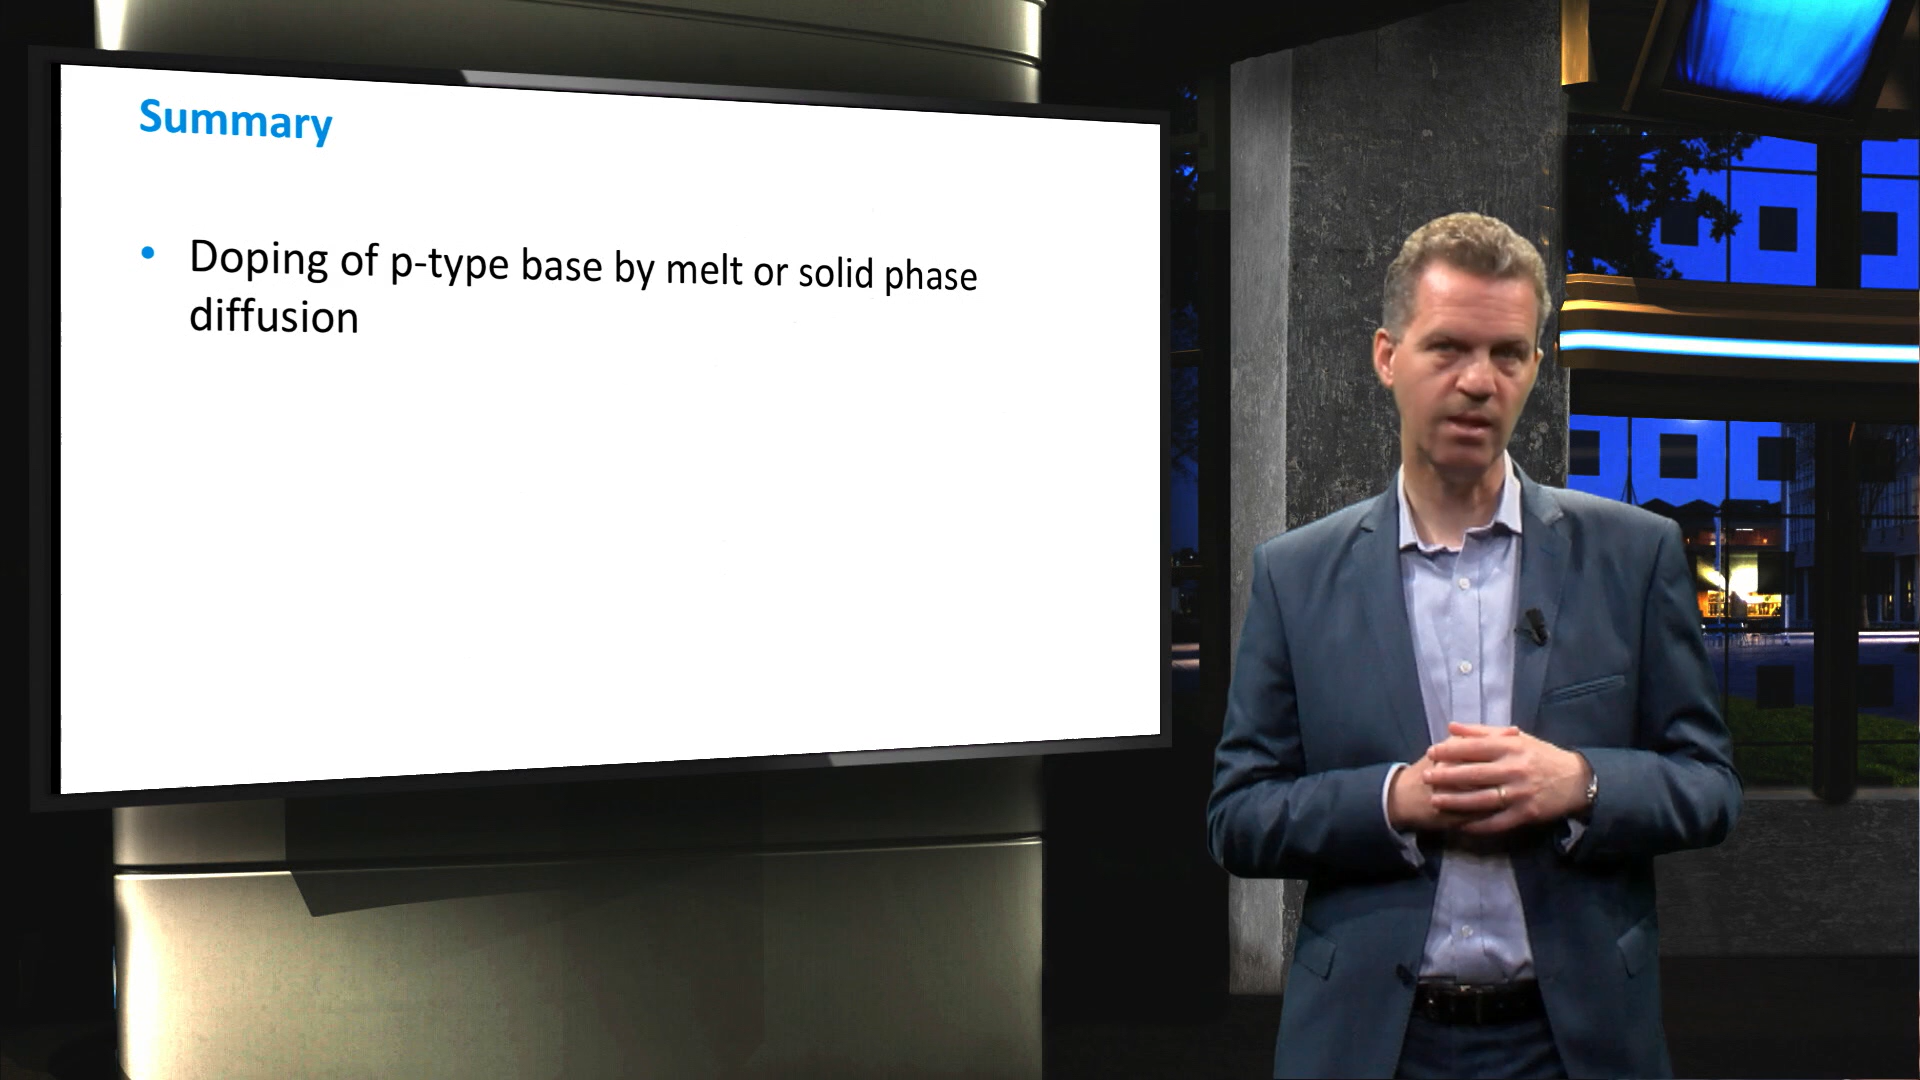 Summary
• Doping of p-type base by melt or solid phase
diffusion